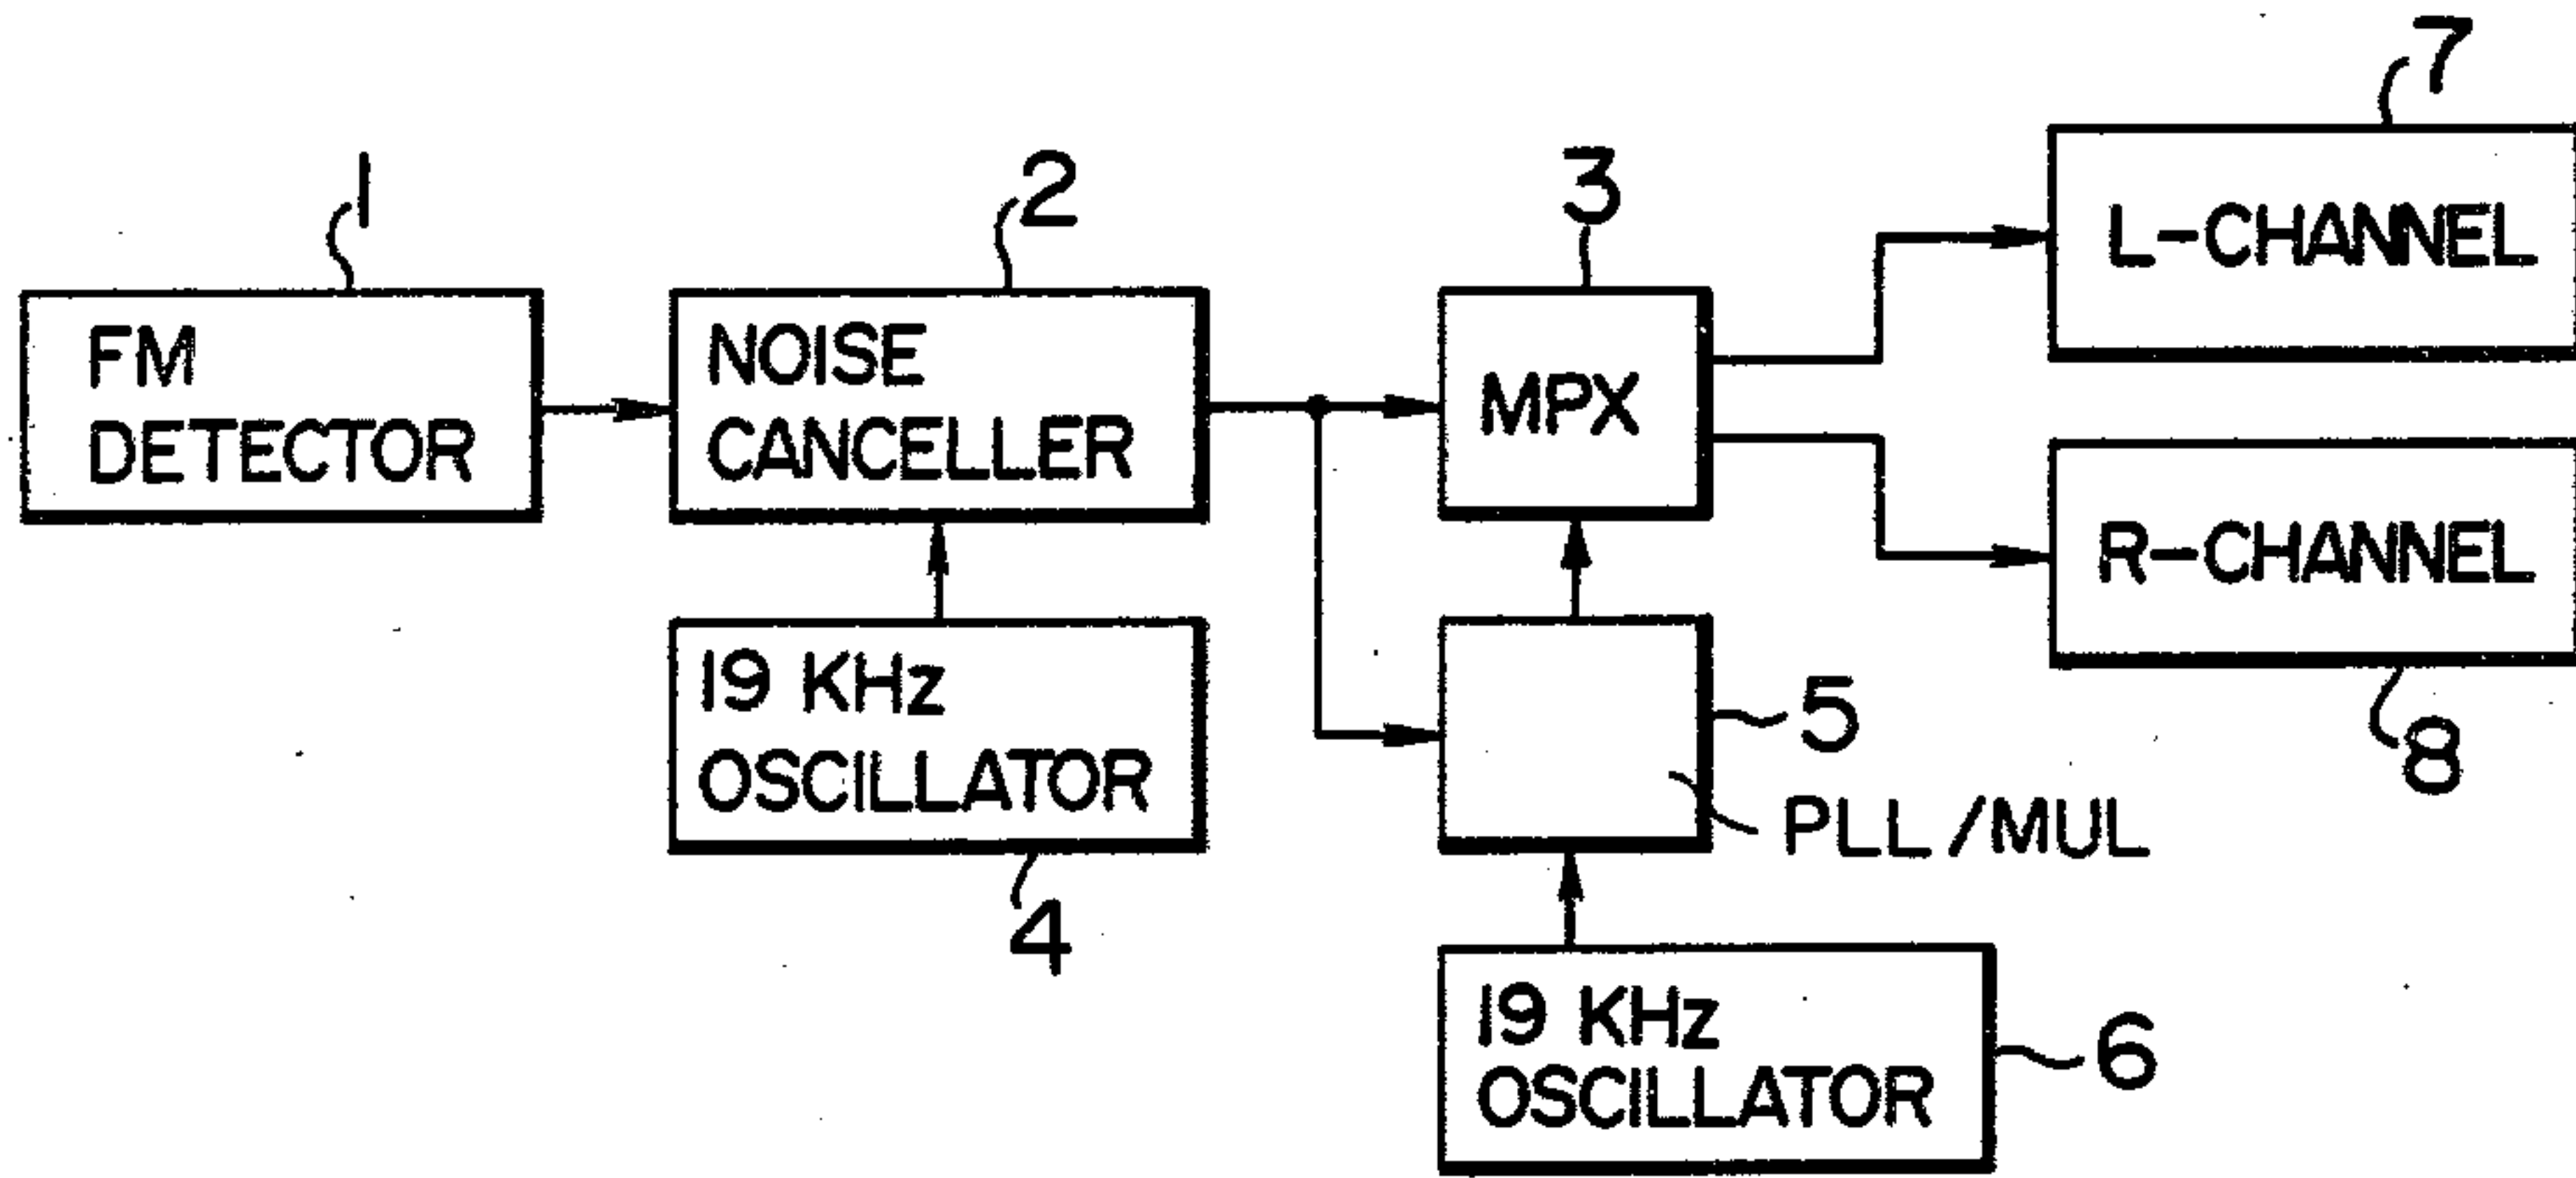 1
FM
DETECTOR
2
NOISE
CANCELLER
3
MPX
7
L-CHANNEL
R-CHANNEL
8
19 KHz
OSCILLATOR
4
5
PLL/MUL
19 KHz
OSCILLATOR
6